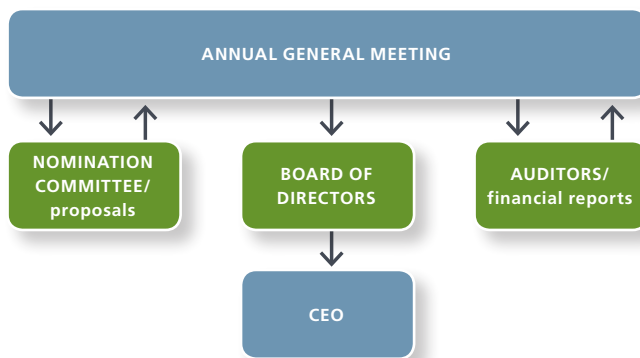 ANNUAL GENERAL MEETING
NOMINATION
COMMITTEE/
proposals
BOARD OF
DIRECTORS
AUDITORS/
financial reports
CEO